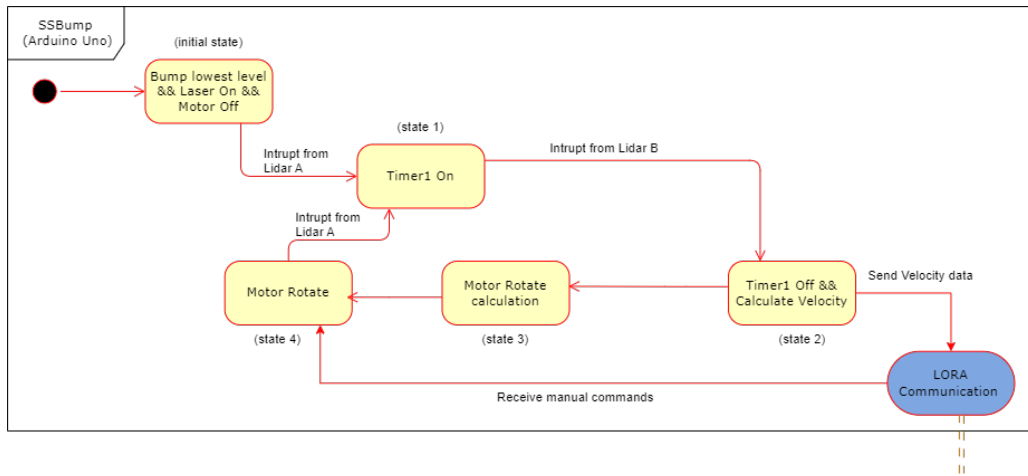 SSBump
(Arduino Uno)
(initial state)
Bump lowest level
&& Laser On &&
Motor Off
(state 1)
Intrupt from
Lidar A
Timer1 On
Intrupt from Lidar B
Intrupt from
Lidar A
Motor Rotate
(state 4)
Motor Rotate
calculation
(state 3)
Timer1 Off &&
Calculate Velocity
(state 2)
Send Velocity data
LORA
Communication
Receive manual commands